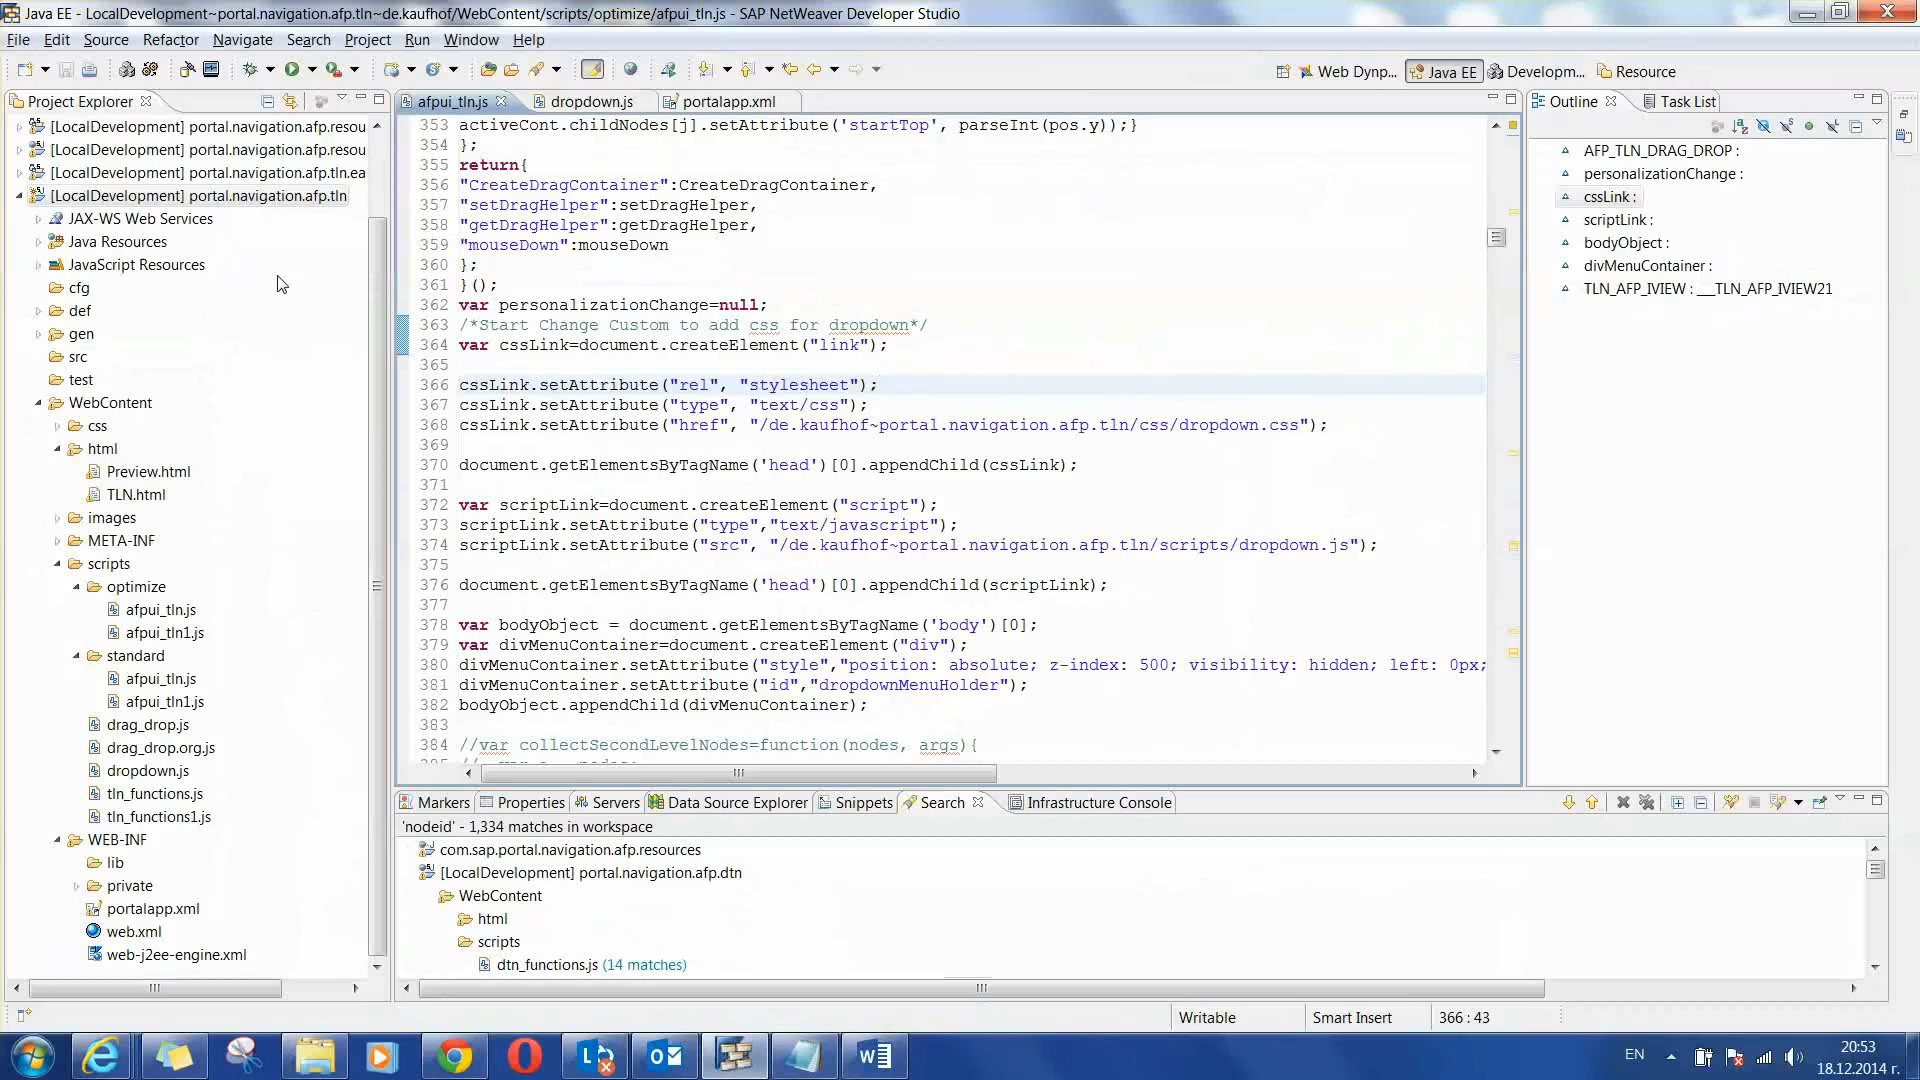 Java EE - LocalDevelopment~portal.navigation.afp.tln~de.kaufhof/WebContent/scripts/optimize/afpui_tln.js - SAP NetWeaver Developer Studio
File Edit Source Refactor Navigate Search Project Run Window Help
Web Dynp... Java EE Developm... Resource
Project Explorer
[LocalDevelopment] portal.navigation.afp.resou
[LocalDevelopment] portal.navigation.afp.resou
[LocalDevelopment] portal.navigation.afp.tln.ea
[LocalDevelopment] portal.navigation.afp.tln
JAX-WS Web Services
Java Resources
JavaScript Resources
cfg
def
gen
src
test
WebContent
css
html
Preview.html
TLN.html
images
META-INF
scripts
optimize
afpui_tln.js
afpui_tln1.js
standard
afpui_tln.js
afpui_tln1.js
drag_drop.js
drag_drop.org.js
dropdown.js
tln_functions.js
tln_functions1.js
WEB-INF
lib
private
portalapp.xml
web.xml
web-j2ee-engine.xml
afpui_tln.js dropdown.js portalapp.xml
353 activeCont.childNodes[j].setAttribute('startTop', parseInt(pos.y));}
354 };
355 return{
356 "CreateDragContainer":CreateDragContainer,
357 "setDragHelper":setDragHelper,
358 "getDragHelper":getDragHelper,
359 "mouseDown":mouseDown
360 };
361 }();
362 var personalizationChange=null;
363 /*Start Change Custom to add css for dropdown*/
364 var cssLink=document.createElement("link");
365
366 cssLink.setAttribute("rel", "stylesheet");
367 cssLink.setAttribute("type", "text/css");
368 cssLink.setAttribute("href", "/de.kaufhof~portal.navigation.afp.tln/css/dropdown.css");
369
370 document.getElementsByTagName('head')[0].appendChild(cssLink);
371
372 var scriptLink=document.createElement("script");
373 scriptLink.setAttribute("type","text/javascript");
374 scriptLink.setAttribute("src", "/de.kaufhof~portal.navigation.afp.tln/scripts/dropdown.js");
375
376 document.getElementsByTagName('head')[0].appendChild(scriptLink);
377
378 var bodyObject = document.getElementsByTagName('body')[0];
379 var divMenuContainer=document.createElement("div");
380 divMenuContainer.setAttribute("style","position: absolute; z-index: 500; visibility: hidden; left: 0px;
381 divMenuContainer.setAttribute("id","dropdownMenuHolder");
382 bodyObject.appendChild(divMenuContainer);
383
384 //var collectSecondLevelNodes=function(nodes, args){
Outline Task List
AFP_TLN_DRAG_DROP :
personalizationChange :
cssLink :
scriptLink :
bodyObject :
divMenuContainer :
TLN_AFP_IVIEW : ___TLN_AFP_IVIEW21
Markers Properties Servers Data Source Explorer Snippets Search Infrastructure Console
'nodeid' - 1,334 matches in workspace
com.sap.portal.navigation.afp.resources
[LocalDevelopment] portal.navigation.afp.dtn
WebContent
html
scripts
dtn_functions.js (14 matches)
Writable Smart Insert 366 : 43
EN
20:53
18.12.2014 г.